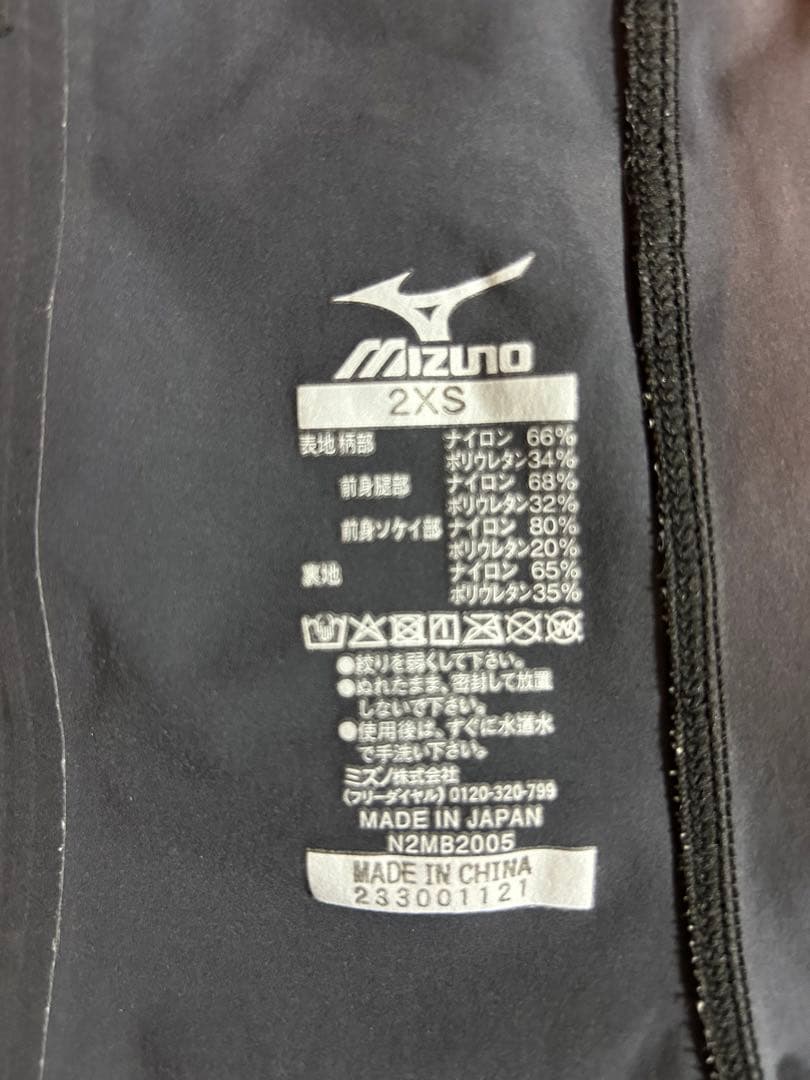 Mizuno
2XS
表地 柄部 ナイロン 66%
ポリウレタン34%
前身腿部 ナイロン 68%
ポリウレタン32%
前身ソケイ部 ナイロン 80%
ポリウレタン20%
裏地 ナイロン 65%
ポリウレタン35%
●絞りを弱くして下さい。
●ぬれたまま、密封して放置
しないで下さい。
●使用後は、すぐに水道水
で手洗い下さい。
ミズノ株式会社
(フリーダイヤル) 0120-320-799
MADE IN JAPAN
N2MB2005
MADE IN CHINA
233001121